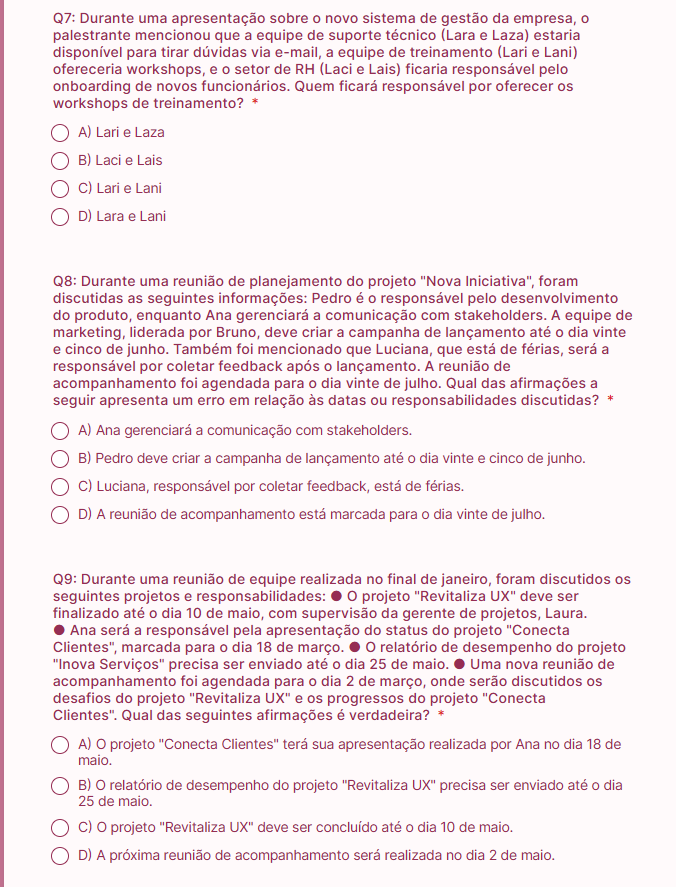 Q7: Durante uma apresentação sobre o novo sistema de gestão da empresa, o
palestrante mencionou que a equipe de suporte técnico (Lara e Laza) estaria
disponível para tirar dúvidas via e-mail, a equipe de treinamento (Lari e Lani)
ofereceria workshops, e o setor de RH (Laci e Lais) ficaria responsável pelo
onboarding de novos funcionários. Quem ficará responsável por oferecer os
workshops de treinamento? *
A) Lari e Laza
B) Laci e Lais
C) Lari e Lani
D) Lara e Lani
Q8: Durante uma reunião de planejamento do projeto "Nova Iniciativa", foram
discutidas as seguintes informações: Pedro é o responsável pelo desenvolvimento
do produto, enquanto Ana gerenciará a comunicação com stakeholders. A equipe de
marketing, liderada por Bruno, deve criar a campanha de lançamento até o dia vinte
e cinco de junho. Também foi mencionado que Luciana, que está de férias, será a
responsável por coletar feedback após o lançamento. A reunião de
acompanhamento foi agendada para o dia vinte de julho. Qual das afirmações a
seguir apresenta um erro em relação às datas ou responsabilidades discutidas? *
A) Ana gerenciará a comunicação com stakeholders.
B) Pedro deve criar a campanha de lançamento até o dia vinte e cinco de junho.
C) Luciana, responsável por coletar feedback, está de férias.
D) A reunião de acompanhamento está marcada para o dia vinte de julho.
Q9: Durante uma reunião de equipe realizada no final de janeiro, foram discutidos os
seguintes projetos e responsabilidades: ● O projeto "Revitaliza UX" deve ser
finalizado até o dia 10 de maio, com supervisão da gerente de projetos, Laura.
● Ana será a responsável pela apresentação do status do projeto "Conecta
Clientes", marcada para o dia 18 de março. ● O relatório de desempenho do projeto
"Inova Serviços" precisa ser enviado até o dia 25 de maio. ● Uma nova reunião de
acompanhamento foi agendada para o dia 2 de março, onde serão discutidos os
desafios do projeto "Revitaliza UX" e os progressos do projeto "Conecta
Clientes". Qual das seguintes afirmações é verdadeira? *
A) O projeto "Conecta Clientes" terá sua apresentação realizada por Ana no dia 18 de
maio.
B) O relatório de desempenho do projeto "Revitaliza UX" precisa ser enviado até o dia
25 de maio.
C) O projeto "Revitaliza UX" deve ser concluído até o dia 10 de maio.
D) A próxima reunião de acompanhamento será realizada no dia 2 de maio.